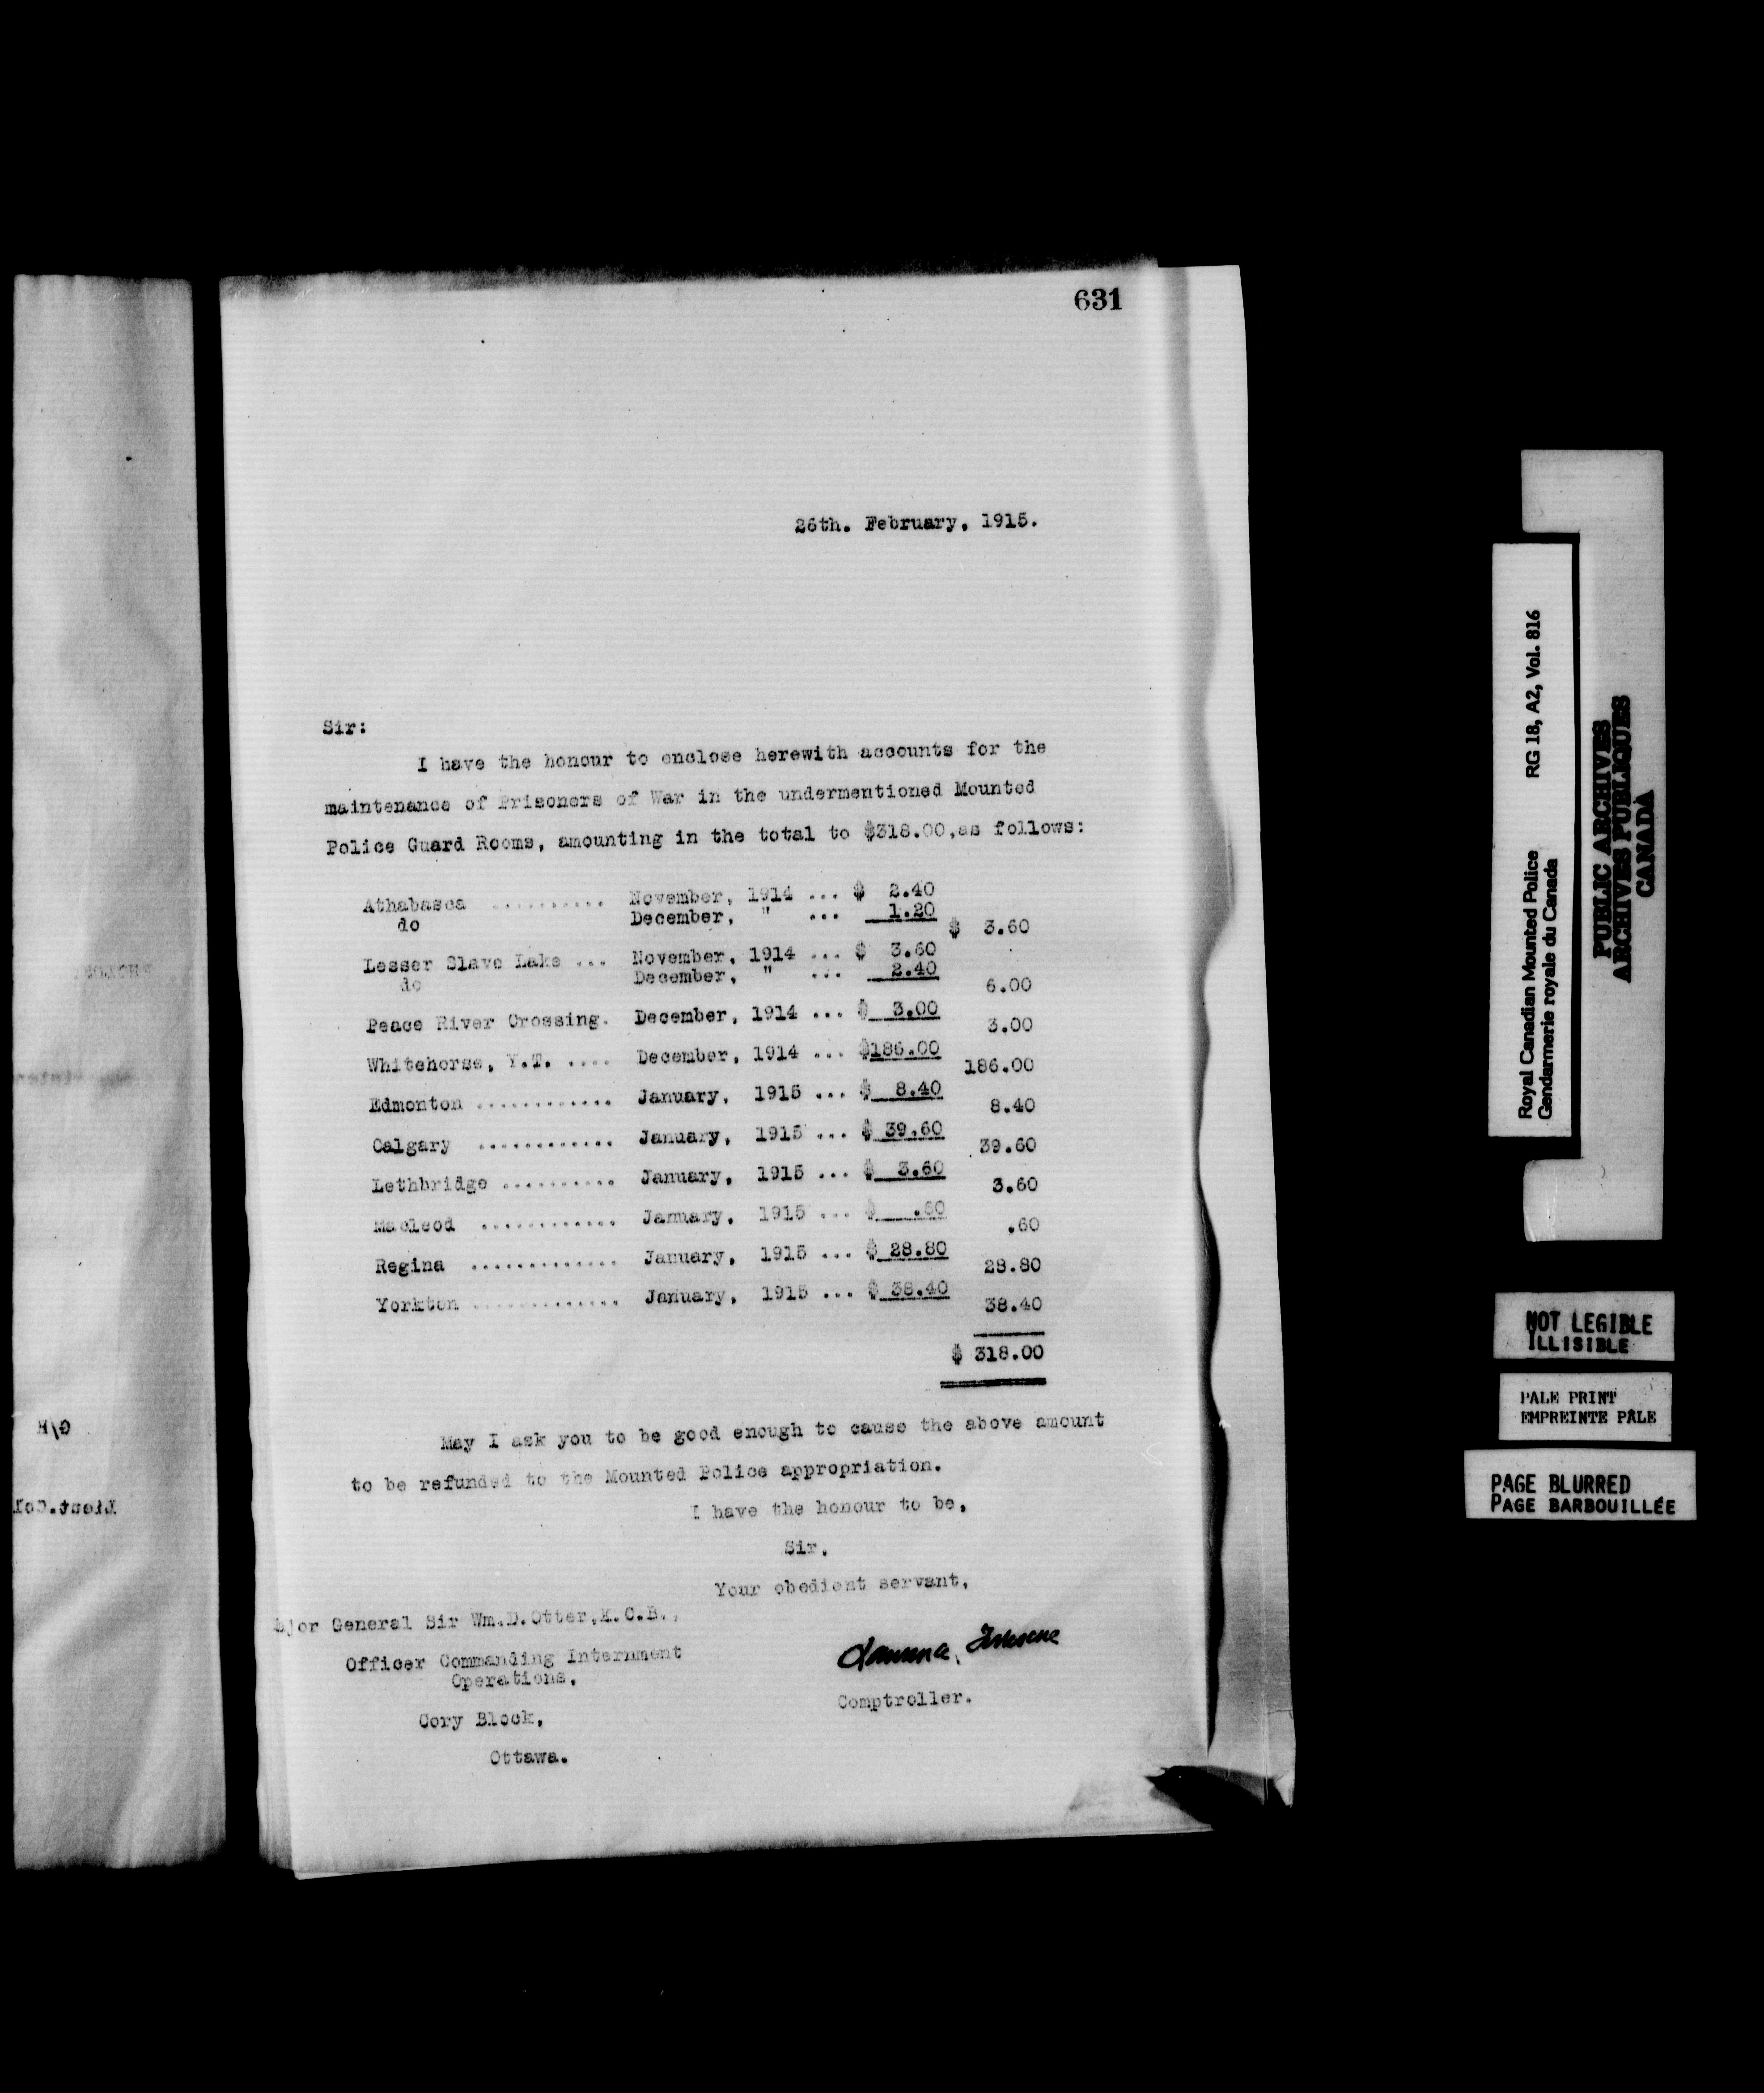 631
26th. February, 1915.
Sir:
I have the honour to enclose herewith accounts for the
maintenance of Prisoners of War in the undermentioned Mounted
Police Guard Rooms, amounting in the total to $318.00,as follows:
Athabasca .......... November, 1914 ... $ 2.40
do December, " ... 1.20 $ 3.60
Lesser Slave Lake ... November, 1914 ... $ 3.60
do December, " ... 2.40 6.00
Peace River Crossing. December, 1914 ... $ 3.00 3.00
Whitehorse, Y.T. .... December, 1914 ... $186.00 186.00
Edmonton ............ January, 1915 ... $ 8.40 8.40
Calgary ............ January, 1915 ... $ 39.60 39.60
Lethbridge .......... January, 1915 ... $ 3.60 3.60
Macleod ............ January, 1915 ... $ .60 .60
Regina ............. January, 1915 ... $ 28.80 28.80
Yorkton ............. January, 1915 ... $ 38.40 38.40
$ 318.00
May I ask you to be good enough to cause the above amount
to be refunded to the Mounted Police appropriation.
I have the honour to be,
Sir,
Your obedient servant,
ajor General Sir Wm.D.Otter,K.C.B.,
Officer Commanding Internment
Operations,
Cory Block,
Ottawa.
Comptroller.
Royal Canadian Mounted Police RG 18, A2, Vol. 816
Gendarmerie royale du Canada
PUBLIC ARCHIVES
ARCHIVES PUBLIQUES
CANADA
NOT LEGIBLE
ILLISIBLE
PALE PRINT
EMPREINTE PÂLE
PAGE BLURRED
PAGE BARBOUILLÉE